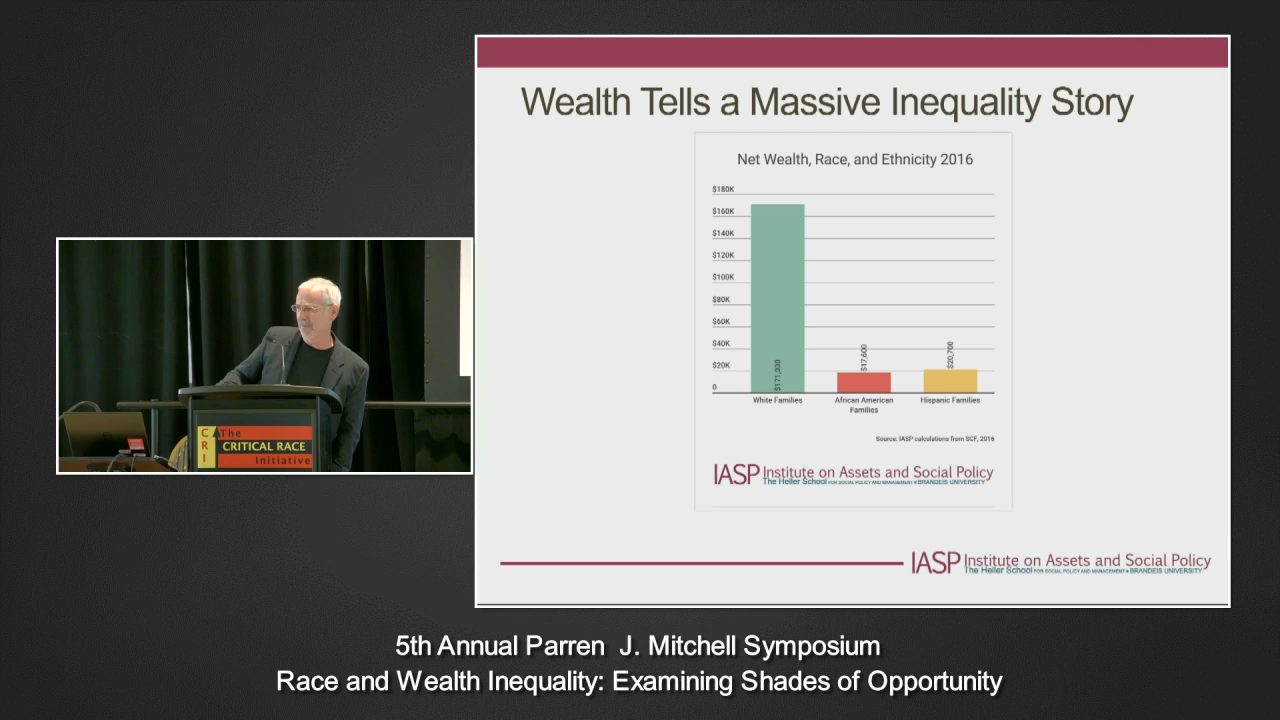 Wealth Tells a Massive Inequality Story
Net Wealth, Race, and Ethnicity 2016
$180K
$160K
$140K
$120K
$100K
$80K
$60K
$40K
$20K
0
$171,000
$17,600
$20,700
White Families
African American
Families
Hispanic Families
Source: IASP calculations from SCF, 2016
IASP Institute on Assets and Social Policy
The Heller School FOR SOCIAL POLICY AND MANAGEMENT • BRANDEIS UNIVERSITY
IASP Institute on Assets and Social Policy
The Heller School FOR SOCIAL POLICY AND MANAGEMENT • BRANDEIS UNIVERSITY
CRI
The
CRITICAL RACE
Initiative
5th Annual Parren J. Mitchell Symposium
Race and Wealth Inequality: Examining Shades of Opportunity